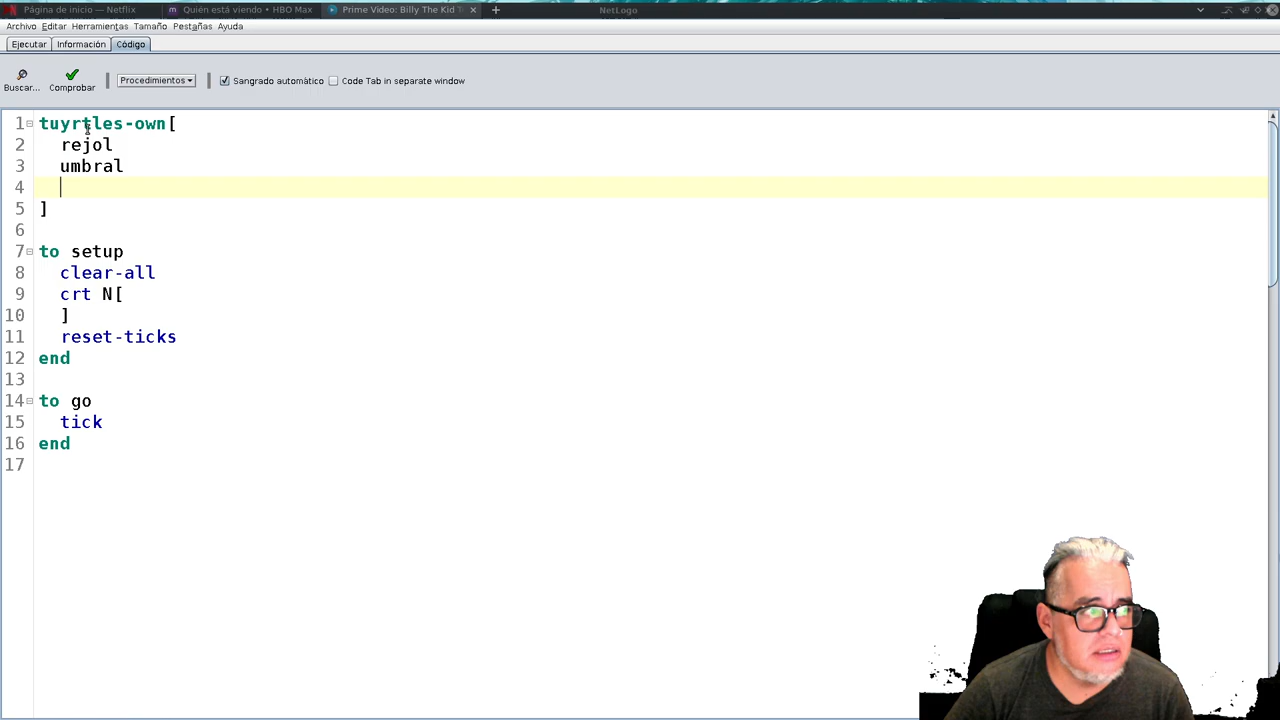 Página de inicio — Netflix
Quién está viendo • HBO Max
Prime Video: Billy The Kid T
NetLogo
Archivo Editar Herramientas Tamaño Pestañas Ayuda
Ejecutar Información Código
Buscar... Comprobar Procedimientos Sangrado automático Code Tab in separate window
1 tuyrtles-own[
2 rejol
3 umbral
4
5 ]
6
7 to setup
8 clear-all
9 crt N[
10 ]
11 reset-ticks
12 end
13
14 to go
15 tick
16 end
17